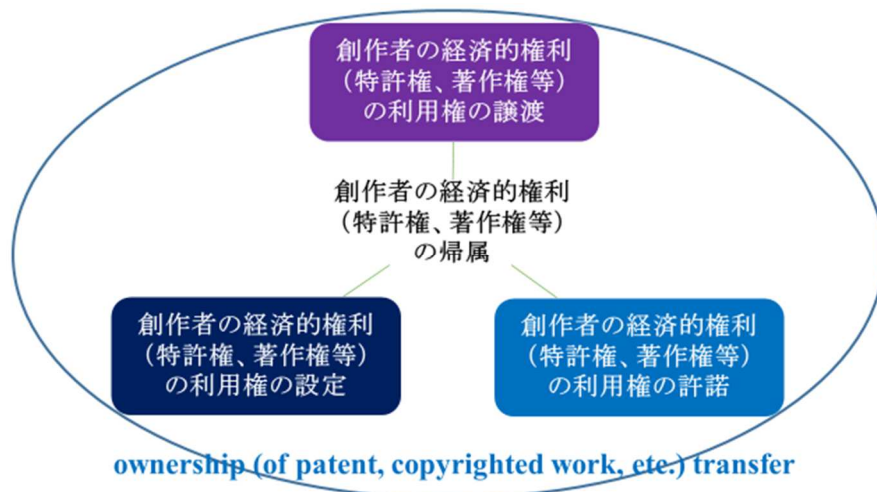 創作者の経済的権利
（特許権、著作権等）
の利用権の譲渡
創作者の経済的権利
（特許権、著作権等）
の帰属
創作者の経済的権利
（特許権、著作権等）
の利用権の設定
創作者の経済的権利
（特許権、著作権等）
の利用権の許諾
ownership (of patent, copyrighted work, etc.) transfer